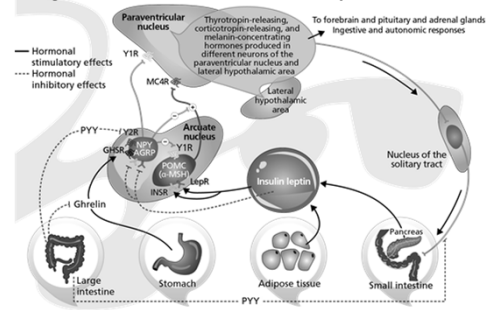 Paraventricular
nucleus
Thyrotropin-releasing,
corticotropin-releasing, and
melanin-concentrating
hormones produced in
different neurons of the
paraventricular nucleus and
lateral hypothalamic area
To forebrain and pituitary and adrenal glands
Ingestive and autonomic responses
Hormonal
stimulatory effects
Hormonal
inhibitory effects
Y1R
MC4R
Lateral
hypothalamic
area
PYY
Y2R
Arcuate
nucleus
GHSR
NPY
AGRP
Y1R
POMC
(α-MSH)
LepR
INSR
Insulin leptin
Nucleus of the
solitary tract
Ghrelin
Pancreas
Large
intestine
Stomach
Adipose tissue
Small intestine
PYY